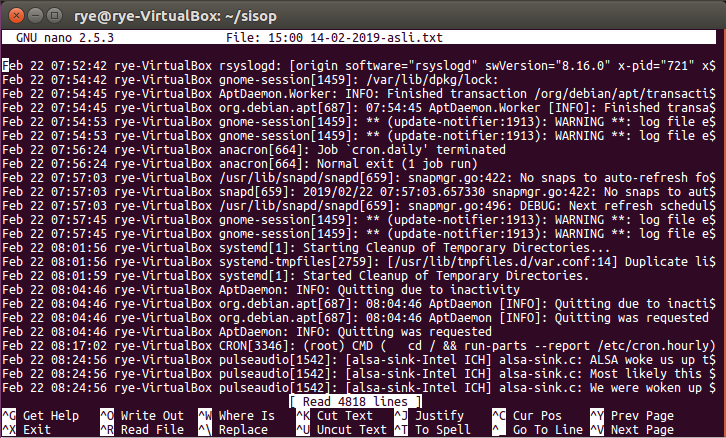 rye@rye-VirtualBox: ~/sisop
GNU nano 2.5.3 File: 15:00 14-02-2019-asli.txt
Feb 22 07:52:42 rye-VirtualBox rsyslogd: [origin software="rsyslogd" swVersion="8.16.0" x-pid="721" x$
Feb 22 07:54:42 rye-VirtualBox gnome-session[1459]: /var/lib/dpkg/lock:
Feb 22 07:54:45 rye-VirtualBox AptDaemon.Worker: INFO: Finished transaction /org/debian/apt/transacti$
Feb 22 07:54:45 rye-VirtualBox org.debian.apt[687]: 07:54:45 AptDaemon.Worker [INFO]: Finished transa$
Feb 22 07:54:53 rye-VirtualBox gnome-session[1459]: ** (update-notifier:1913): WARNING **: log file e$
Feb 22 07:54:53 rye-VirtualBox gnome-session[1459]: ** (update-notifier:1913): WARNING **: log file e$
Feb 22 07:56:24 rye-VirtualBox anacron[664]: Job `cron.daily' terminated
Feb 22 07:56:24 rye-VirtualBox anacron[664]: Normal exit (1 job run)
Feb 22 07:57:03 rye-VirtualBox /usr/lib/snapd/snapd[659]: snapmgr.go:422: No snaps to auto-refresh fo$
Feb 22 07:57:03 rye-VirtualBox snapd[659]: 2019/02/22 07:57:03.657330 snapmgr.go:422: No snaps to aut$
Feb 22 07:57:03 rye-VirtualBox /usr/lib/snapd/snapd[659]: snapmgr.go:496: DEBUG: Next refresh schedul$
Feb 22 07:57:45 rye-VirtualBox gnome-session[1459]: ** (update-notifier:1913): WARNING **: log file e$
Feb 22 07:57:45 rye-VirtualBox gnome-session[1459]: ** (update-notifier:1913): WARNING **: log file e$
Feb 22 08:01:56 rye-VirtualBox systemd[1]: Starting Cleanup of Temporary Directories...
Feb 22 08:01:56 rye-VirtualBox systemd-tmpfiles[2759]: [/usr/lib/tmpfiles.d/var.conf:14] Duplicate li$
Feb 22 08:01:59 rye-VirtualBox systemd[1]: Started Cleanup of Temporary Directories.
Feb 22 08:04:46 rye-VirtualBox AptDaemon: INFO: Quitting due to inactivity
Feb 22 08:04:46 rye-VirtualBox org.debian.apt[687]: 08:04:46 AptDaemon [INFO]: Quitting due to inacti$
Feb 22 08:04:46 rye-VirtualBox org.debian.apt[687]: 08:04:46 AptDaemon [INFO]: Quitting was requested
Feb 22 08:04:46 rye-VirtualBox AptDaemon: INFO: Quitting was requested
Feb 22 08:17:02 rye-VirtualBox CRON[3346]: (root) CMD (   cd / && run-parts --report /etc/cron.hourly)
Feb 22 08:24:56 rye-VirtualBox pulseaudio[1542]: [alsa-sink-Intel ICH] alsa-sink.c: ALSA woke us up t$
Feb 22 08:24:56 rye-VirtualBox pulseaudio[1542]: [alsa-sink-Intel ICH] alsa-sink.c: Most likely this $
Feb 22 08:24:56 rye-VirtualBox pulseaudio[1542]: [alsa-sink-Intel ICH] alsa-sink.c: We were woken up $
[ Read 4818 lines ]
^G Get Help ^O Write Out ^W Where Is ^K Cut Text ^J Justify ^C Cur Pos ^Y Prev Page
^X Exit ^R Read File ^\ Replace ^U Uncut Text ^T To Spell ^_ Go To Line ^V Next Page